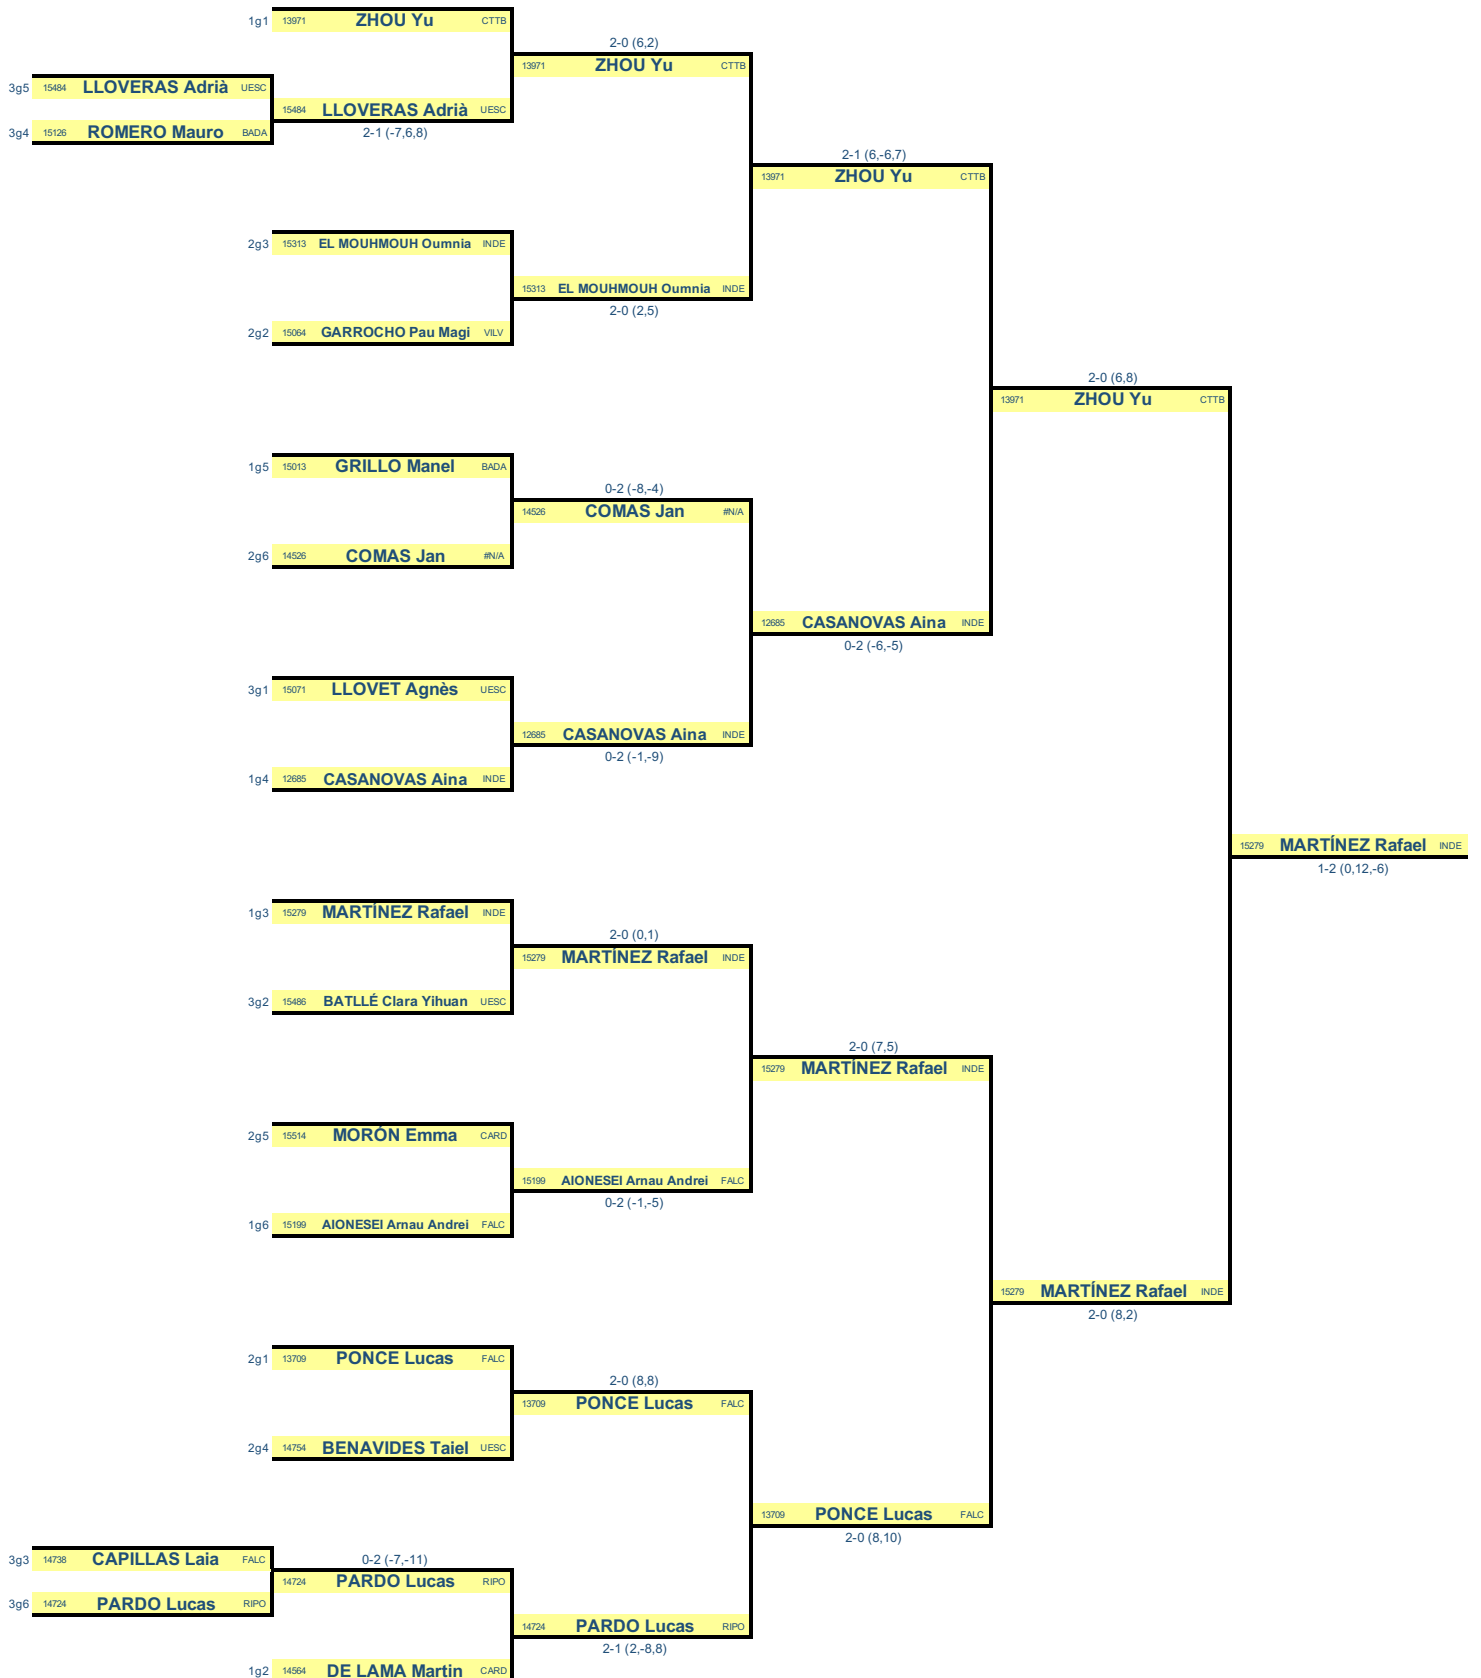 1g1 13971 ZHOU Yu CTTB
2-0 (6,2)
13971 ZHOU Yu CTTB
3g5 15484 LLOVERAS Adrià UESC
15484 LLOVERAS Adrià UESC
3g4 15126 ROMERO Mauro BADA
2-1 (-7,6,8)
2-1 (6,-6,7)
13971 ZHOU Yu CTTB
2g3 15313 EL MOUHMOUH Oumnia INDE
15313 EL MOUHMOUH Oumnia INDE
2-0 (2,5)
2g2 15064 GARROCHO Pau Magi VILV
2-0 (6,8)
13971 ZHOU Yu CTTB
1g5 15013 GRILLO Manel BADA
0-2 (-8,-4)
14526 COMAS Jan #N/A
2g6 14526 COMAS Jan #N/A
12685 CASANOVAS Aina INDE
0-2 (-6,-5)
3g1 15071 LLOVET Agnès UESC
12685 CASANOVAS Aina INDE
0-2 (-1,-9)
1g4 12685 CASANOVAS Aina INDE
15279 MARTÍNEZ Rafael INDE
1-2 (0,12,-6)
1g3 15279 MARTÍNEZ Rafael INDE
2-0 (0,1)
15279 MARTÍNEZ Rafael INDE
3g2 15486 BATLLÉ Clara Yihuan UESC
2-0 (7,5)
15279 MARTÍNEZ Rafael INDE
2g5 15514 MORÓN Emma CARD
15199 AIONESEI Arnau Andrei FALC
0-2 (-1,-5)
1g6 15199 AIONESEI Arnau Andrei FALC
15279 MARTÍNEZ Rafael INDE
2-0 (8,2)
2g1 13709 PONCE Lucas FALC
2-0 (8,8)
13709 PONCE Lucas FALC
2g4 14754 BENAVIDES Taiel UESC
13709 PONCE Lucas FALC
2-0 (8,10)
3g3 14738 CAPILLAS Laia FALC
0-2 (-7,-11)
14724 PARDO Lucas RIPO
3g6 14724 PARDO Lucas RIPO
14724 PARDO Lucas RIPO
2-1 (2,-8,8)
1g2 14564 DE LAMA Martin CARD